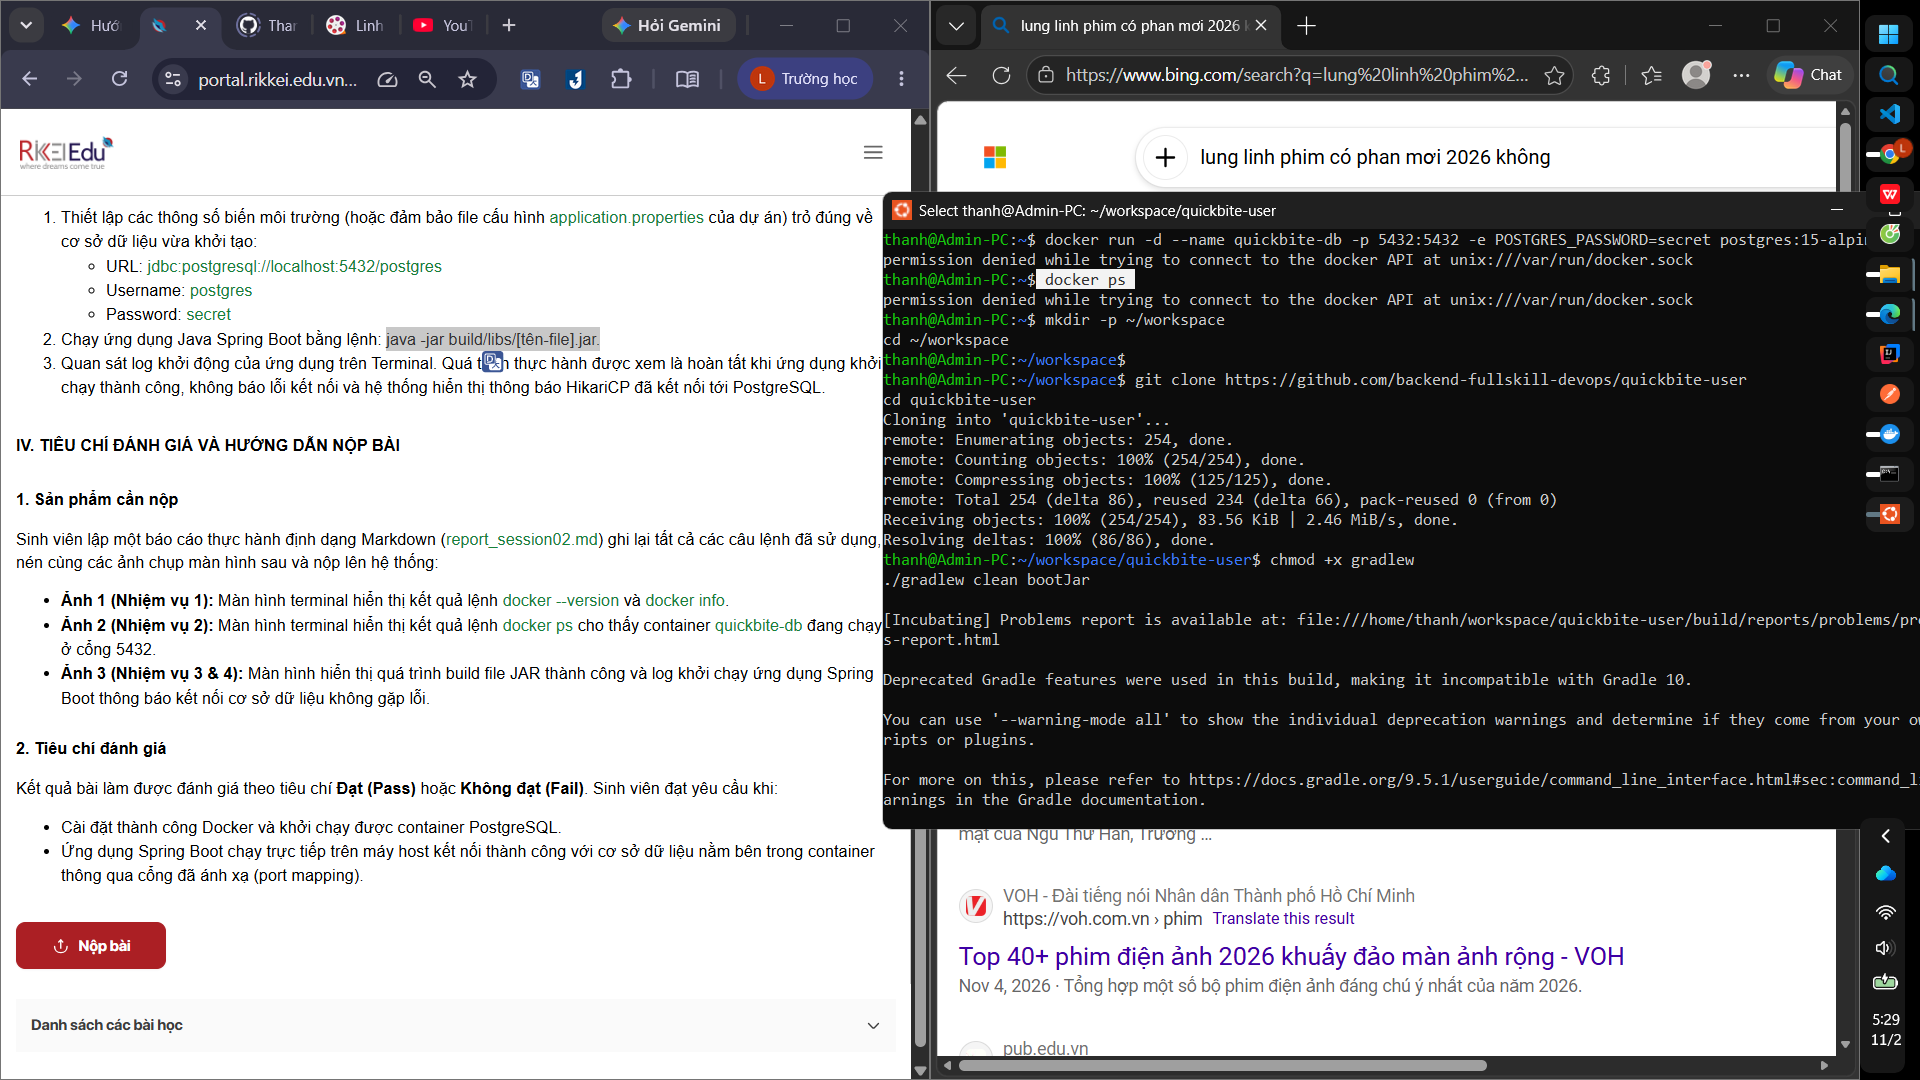 Hướ
Thar
Linh
YouT
Hỏi Gemini
portal.rikkei.edu.vn...
L Trường học
RIKKEI Edu
where dreams come true
1. Thiết lập các thông số biến môi trường (hoặc đảm bảo file cấu hình application.properties của dự án) trỏ đúng về
cơ sở dữ liệu vừa khởi tạo:
URL: jdbc:postgresql://localhost:5432/postgres
Username: postgres
Password: secret
2. Chạy ứng dụng Java Spring Boot bằng lệnh: java -jar build/libs/[tên-file].jar.
3. Quan sát log khởi động của ứng dụng trên Terminal. Quá t n thực hành được xem là hoàn tất khi ứng dụng khởi
chạy thành công, không báo lỗi kết nối và hệ thống hiển thị thông báo HikariCP đã kết nối tới PostgreSQL.
IV. TIÊU CHÍ ĐÁNH GIÁ VÀ HƯỚNG DẪN NỘP BÀI
1. Sản phẩm cần nộp
Sinh viên lập một báo cáo thực hành định dạng Markdown (report_session02.md) ghi lại tất cả các câu lệnh đã sử dụng,
nén cùng các ảnh chụp màn hình sau và nộp lên hệ thống:
Ảnh 1 (Nhiệm vụ 1): Màn hình terminal hiển thị kết quả lệnh docker --version và docker info.
Ảnh 2 (Nhiệm vụ 2): Màn hình terminal hiển thị kết quả lệnh docker ps cho thấy container quickbite-db đang chạy
ở cổng 5432.
Ảnh 3 (Nhiệm vụ 3 & 4): Màn hình hiển thị quá trình build file JAR thành công và log khởi chạy ứng dụng Spring
Boot thông báo kết nối cơ sở dữ liệu không gặp lỗi.
2. Tiêu chí đánh giá
Kết quả bài làm được đánh giá theo tiêu chí Đạt (Pass) hoặc Không đạt (Fail). Sinh viên đạt yêu cầu khi:
Cài đặt thành công Docker và khởi chạy được container PostgreSQL.
Ứng dụng Spring Boot chạy trực tiếp trên máy host kết nối thành công với cơ sở dữ liệu nằm bên trong container
thông qua cổng đã ánh xạ (port mapping).
Nộp bài
Danh sách các bài học
lung linh phim có phan mơi 2026 k
https://www.bing.com/search?q=lung%20linh%20phim%2...
Chat
lung linh phim có phan mơi 2026 không
Select thanh@Admin-PC: ~/workspace/quickbite-user
thanh@Admin-PC:~$ docker run -d --name quickbite-db -p 5432:5432 -e POSTGRES_PASSWORD=secret postgres:15-alpin
permission denied while trying to connect to the docker API at unix:///var/run/docker.sock
thanh@Admin-PC:~$ docker ps
permission denied while trying to connect to the docker API at unix:///var/run/docker.sock
thanh@Admin-PC:~$ mkdir -p ~/workspace
cd ~/workspace
thanh@Admin-PC:~/workspace$
thanh@Admin-PC:~/workspace$ git clone https://github.com/backend-fullskill-devops/quickbite-user
cd quickbite-user
Cloning into 'quickbite-user'...
remote: Enumerating objects: 254, done.
remote: Counting objects: 100% (254/254), done.
remote: Compressing objects: 100% (125/125), done.
remote: Total 254 (delta 86), reused 234 (delta 66), pack-reused 0 (from 0)
Receiving objects: 100% (254/254), 83.56 KiB | 2.46 MiB/s, done.
Resolving deltas: 100% (86/86), done.
thanh@Admin-PC:~/workspace/quickbite-user$ chmod +x gradlew
./gradlew clean bootJar
[Incubating] Problems report is available at: file:///home/thanh/workspace/quickbite-user/build/reports/problems/pro
s-report.html
Deprecated Gradle features were used in this build, making it incompatible with Gradle 10.
You can use '--warning-mode all' to show the individual deprecation warnings and determine if they come from your ow
ripts or plugins.
For more on this, please refer to https://docs.gradle.org/9.5.1/userguide/command_line_interface.html#sec:command_li
arnings in the Gradle documentation.
mạt của Ngu Thư Hân, Trương ...
VOH - Đài tiếng nói Nhân dân Thành phố Hồ Chí Minh
https://voh.com.vn › phim Translate this result
Top 40+ phim điện ảnh 2026 khuấy đảo màn ảnh rộng - VOH
Nov 4, 2026 · Tổng hợp một số bộ phim điện ảnh đáng chú ý nhất của năm 2026.
pub.edu.vn
5:29
11/2